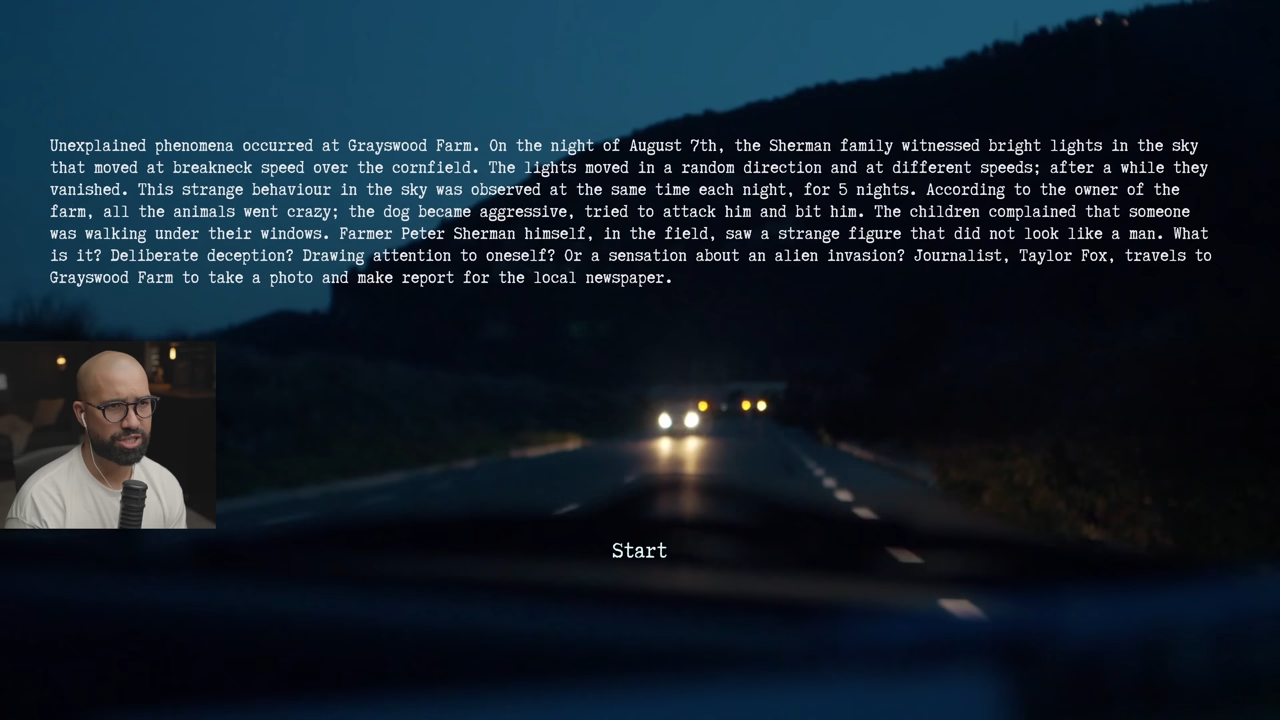 Unexplained phenomena occurred at Grayswood Farm. On the night of August 7th, the Sherman family witnessed bright lights in the sky
that moved at breakneck speed over the cornfield. The lights moved in a random direction and at different speeds; after a while they
vanished. This strange behaviour in the sky was observed at the same time each night, for 5 nights. According to the owner of the
farm, all the animals went crazy; the dog became aggressive, tried to attack him and bit him. The children complained that someone
was walking under their windows. Farmer Peter Sherman himself, in the field, saw a strange figure that did not look like a man. What
is it? Deliberate deception? Drawing attention to oneself? Or a sensation about an alien invasion? Journalist, Taylor Fox, travels to
Grayswood Farm to take a photo and make report for the local newspaper.
Start